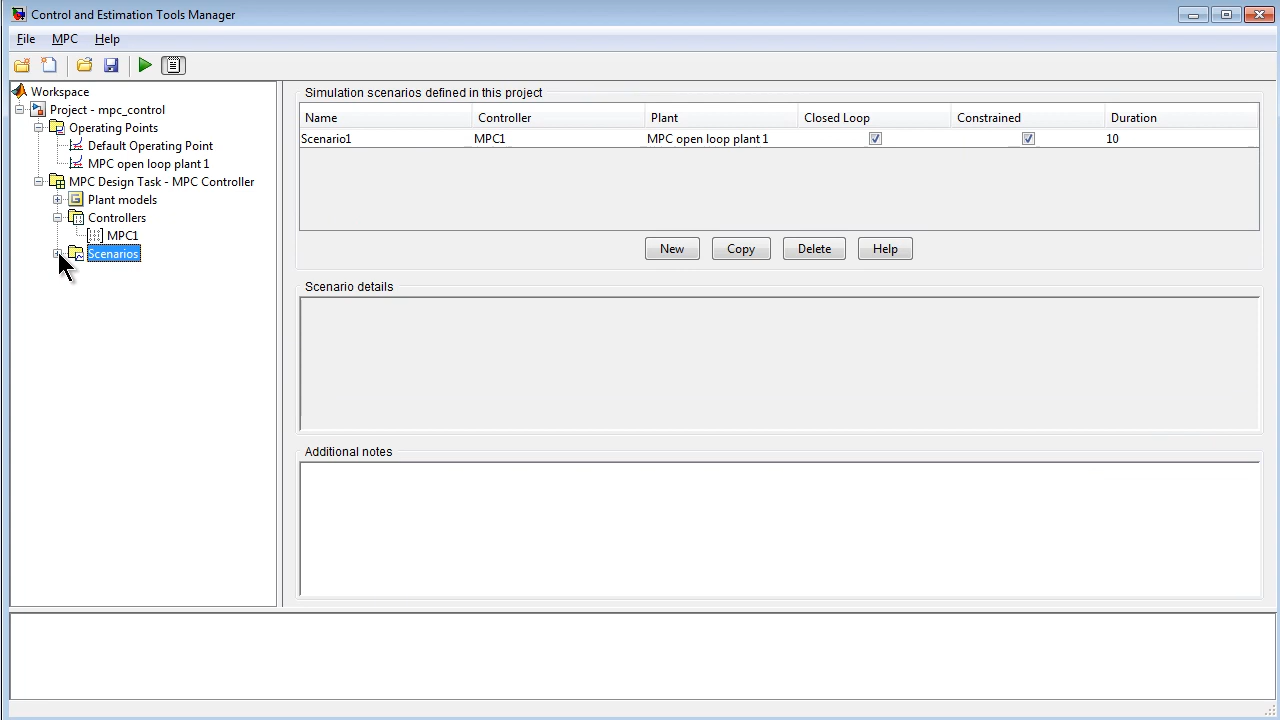 Control and Estimation Tools Manager
File MPC Help
Workspace
Project - mpc_control
Operating Points
Default Operating Point
MPC open loop plant 1
MPC Design Task - MPC Controller
Plant models
Controllers
MPC1
Scenarios
Simulation scenarios defined in this project
Name Controller Plant Closed Loop Constrained Duration
Scenario1 MPC1 MPC open loop plant 1 10
New Copy Delete Help
Scenario details
Additional notes